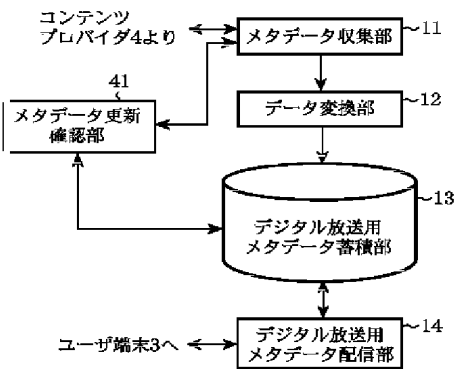 コンテンツ
プロバイダ4より
メタデータ収集部
11
41
メタデータ更新
確認部
データ変換部
12
デジタル放送用
メタデータ蓄積部
13
ユーザ端末3へ
デジタル放送用
メタデータ配信部
14